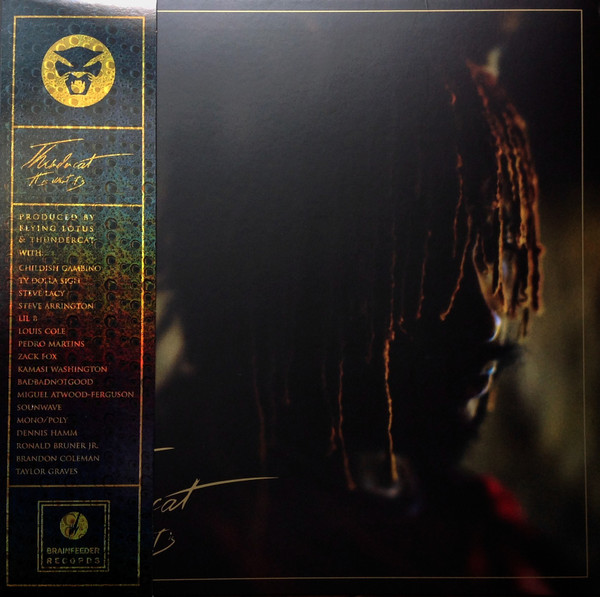 Thundercat
It Is What It Is
PRODUCED BY
FLYING LOTUS
& THUNDERCAT
WITH:
CHILDISH GAMBINO
TY DOLLA $IGN
STEVE LACY
STEVE ARRINGTON
LIL B
LOUIS COLE
PEDRO MARTINS
ZACK FOX
KAMASI WASHINGTON
BADBADNOTGOOD
MIGUEL ATWOOD-FERGUSON
SOUNWAVE
MONO/POLY
DENNIS HAMM
RONALD BRUNER JR.
BRANDON COLEMAN
TAYLOR GRAVES
BRAINFEEDER
RECORDS
cat